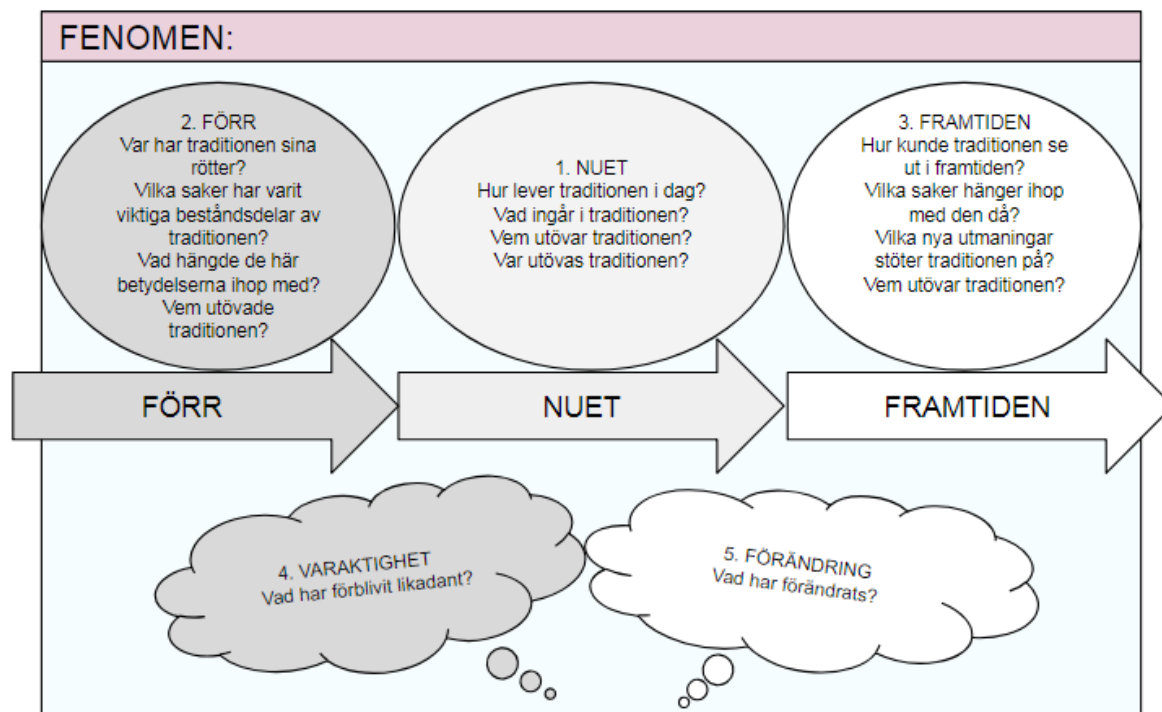 FENOMEN:
2. FÖRR
Var har traditionen sina
rötter?
Vilka saker har varit
viktiga beståndsdelar av
traditionen?
Vad hängde de här
betydelserna ihop med?
Vem utövade
traditionen?
1. NUET
Hur lever traditionen i dag?
Vad ingår i traditionen?
Vem utövar traditionen?
Var utövas traditionen?
3. FRAMTIDEN
Hur kunde traditionen se
ut i framtiden?
Vilka saker hänger ihop
med den då?
Vilka nya utmaningar
stöter traditionen på?
Vem utövar traditionen?
FÖRR
NUET
FRAMTIDEN
4. VARAKTIGHET
Vad har förblivit likadant?
5. FÖRÄNDRING
Vad har förändrats?